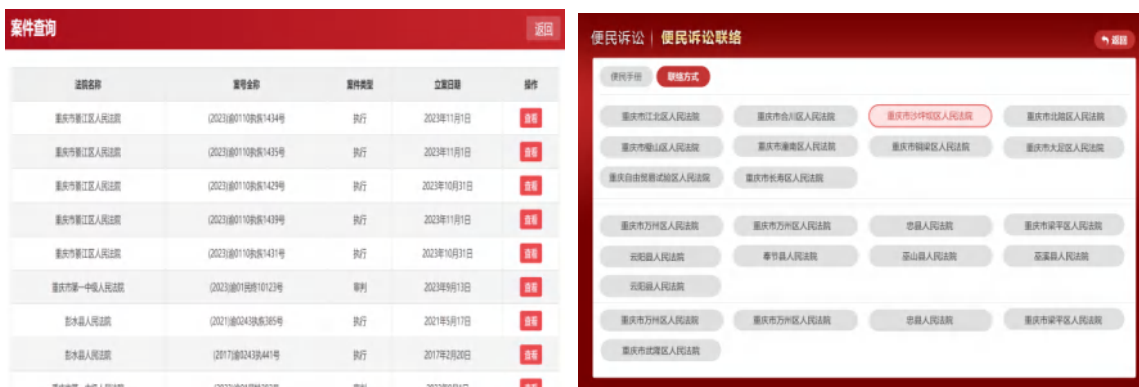 案件查询
返回
法院名称 案号全称 案件类型 立案日期 操作
重庆市綦江区人民法院 (2023)渝0110执恢1434号 执行 2023年11月1日 查看
重庆市綦江区人民法院 (2023)渝0110执恢1435号 执行 2023年11月1日 查看
重庆市綦江区人民法院 (2023)渝0110执恢1429号 执行 2023年10月31日 查看
重庆市綦江区人民法院 (2023)渝0110执恢1439号 执行 2023年11月1日 查看
重庆市綦江区人民法院 (2023)渝0110执恢1431号 执行 2023年10月31日 查看
重庆市第一中级人民法院 (2023)渝01民终10123号 审判 2023年9月13日 查看
彭水县人民法院 (2021)渝0243执恢385号 执行 2021年5月17日 查看
彭水县人民法院 (2017)渝0243执441号 执行 2017年2月20日 查看
便民诉讼 | 便民诉讼联络
返回
便民手册 联络方式
重庆市江北区人民法院 重庆市合川区人民法院 重庆市沙坪坝区人民法院 重庆市北碚区人民法院
重庆市璧山区人民法院 重庆市潼南区人民法院 重庆市铜梁区人民法院 重庆市大足区人民法院
重庆自由贸易试验区人民法院 重庆市长寿区人民法院
重庆市万州区人民法院 重庆市万州区人民法院 忠县人民法院 重庆市梁平区人民法院
云阳县人民法院 奉节县人民法院 巫山县人民法院 巫溪县人民法院
云阳县人民法院
重庆市万州区人民法院 重庆市万州区人民法院 忠县人民法院 重庆市梁平区人民法院
重庆市武隆区人民法院